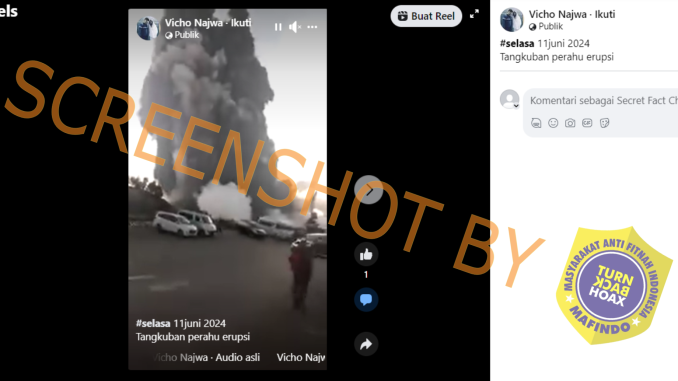 els
Vicho Najwa · Ikuti
Publik
Buat Reel
SCREENSHOT BY
1
#selasa 11juni 2024
Tangkuban perahu erupsi
Vicho Najwa · Audio asli
Vicho Najw
Vicho Najwa · Ikuti
Publik
#selasa 11juni 2024
Tangkuban perahu erupsi
Komentari sebagai Secret Fact Ch
GIF
MASYARAKAT ANTI FITNAH INDONESIA
TURN
BACK
HOAX
MAFINDO